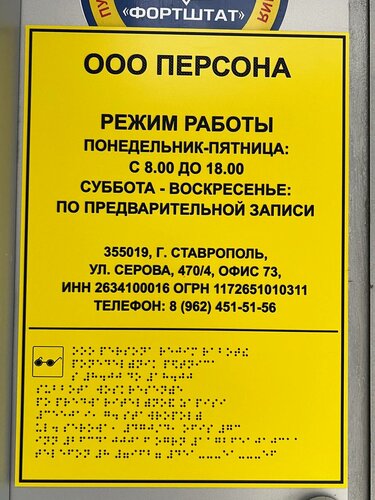 «ФОРТШТАТ»
ООО ПЕРСОНА
РЕЖИМ РАБОТЫ
ПОНЕДЕЛЬНИК-ПЯТНИЦА:
С 8.00 ДО 18.00
СУББОТА - ВОСКРЕСЕНЬЕ:
ПО ПРЕДВАРИТЕЛЬНОЙ ЗАПИСИ
355019, Г. СТАВРОПОЛЬ,
УЛ. СЕРОВА, 470/4, ОФИС 73,
ИНН 2634100016 ОГРН 1172651010311
ТЕЛЕФОН: 8 (962) 451-51-56